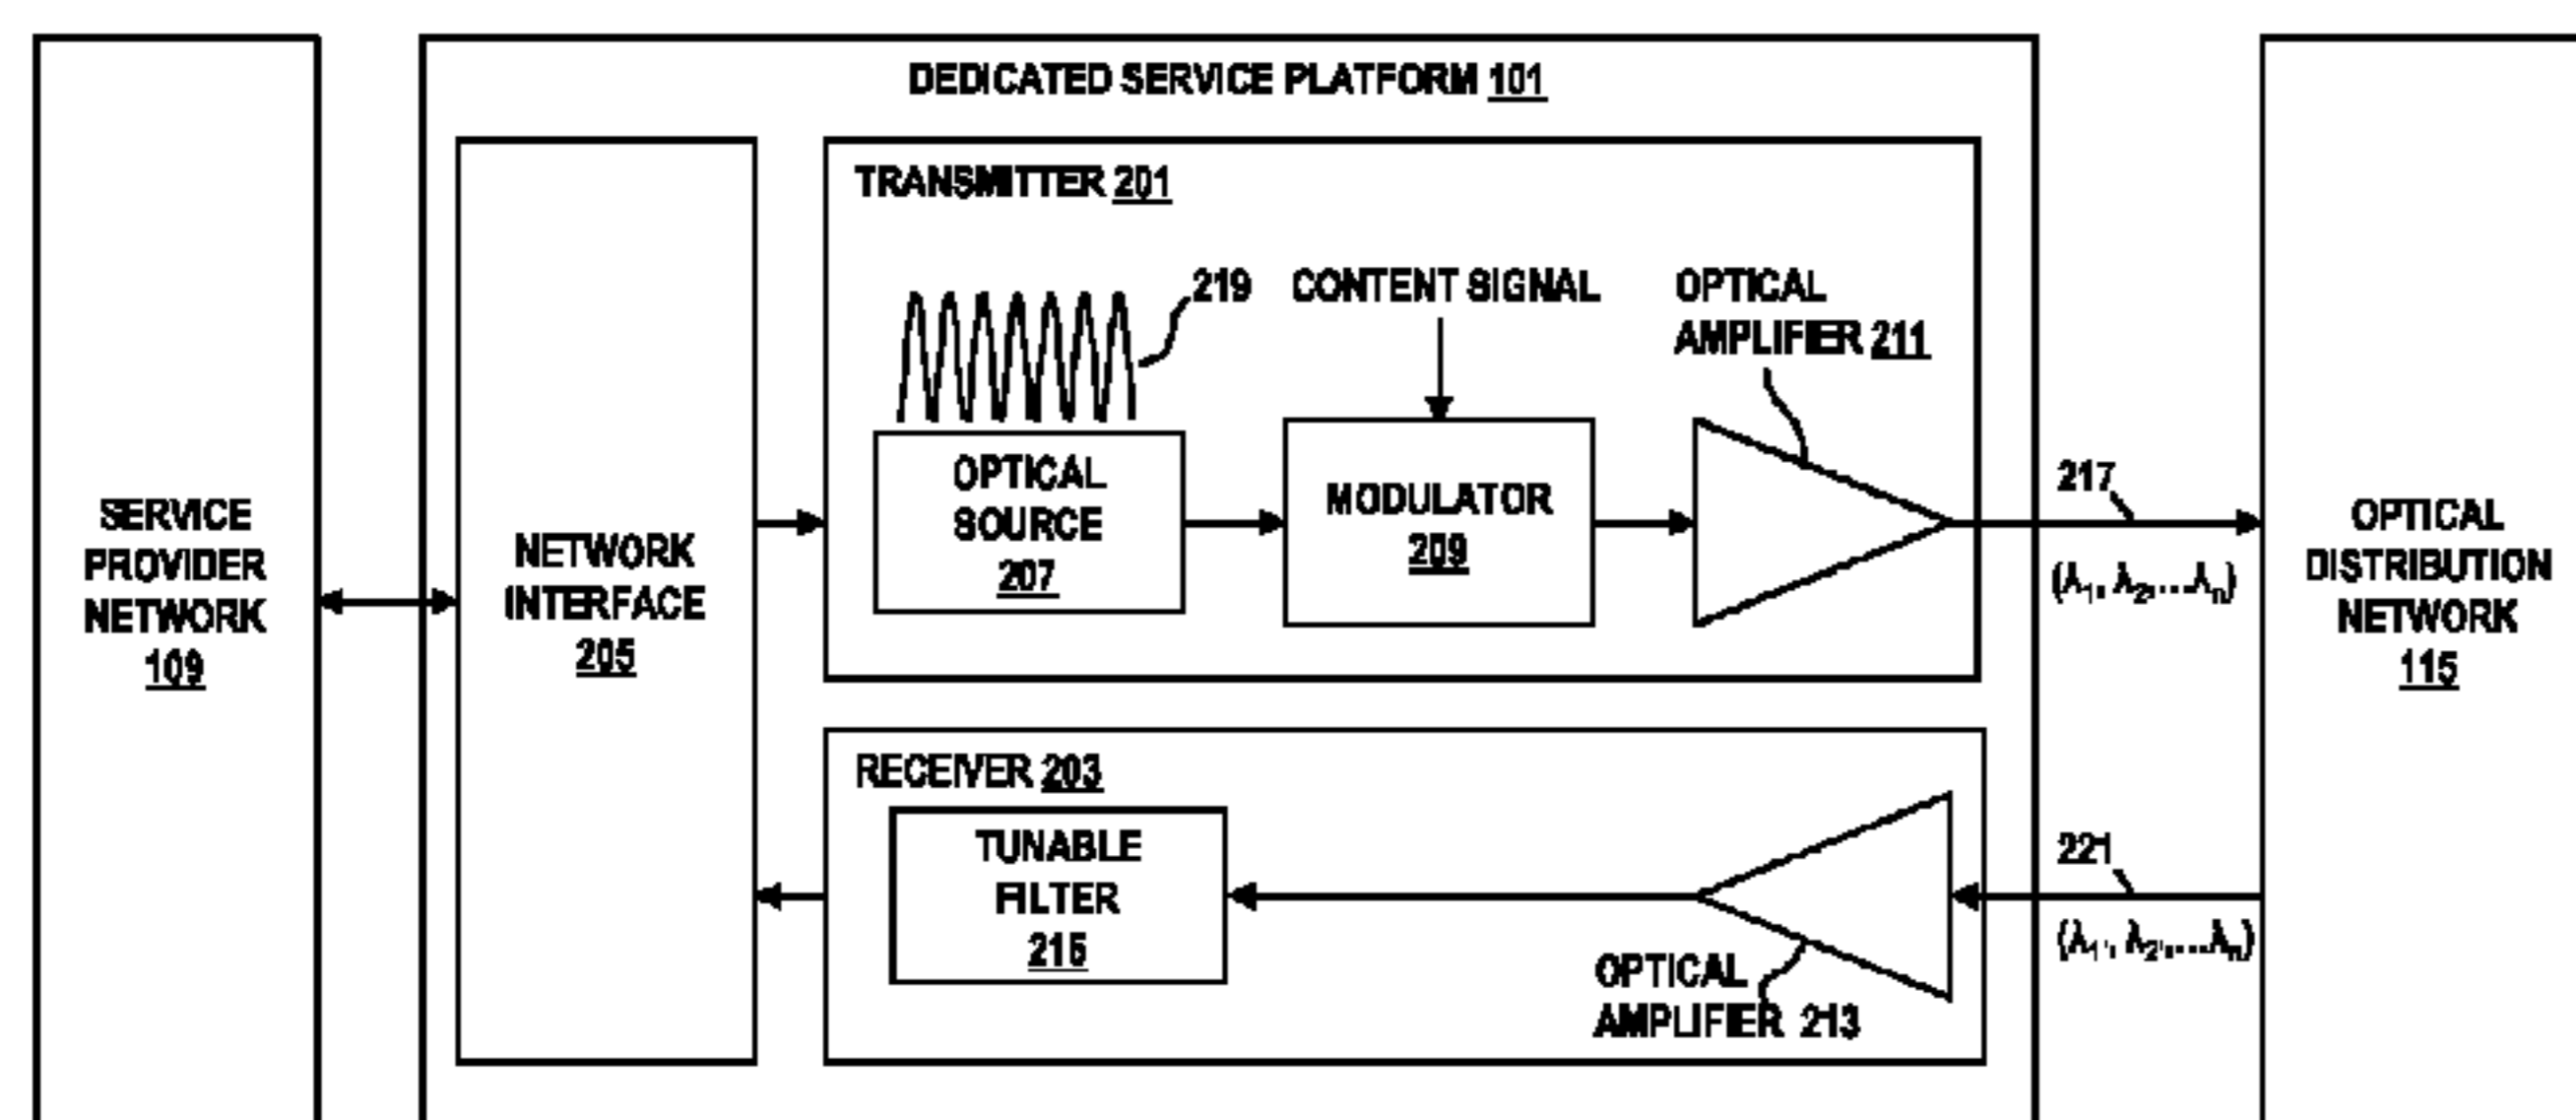 DEDICATED SERVICE PLATFORM 101
SERVICE
PROVIDER
NETWORK
109
NETWORK
INTERFACE
205
TRANSMITTER 201
219
CONTENT SIGNAL
OPTICAL
AMPLIFIER 211
OPTICAL
SOURCE
207
MODULATOR
209
217
(λ1, λ2,...λn)
OPTICAL
DISTRIBUTION
NETWORK
115
RECEIVER 203
TUNABLE
FILTER
215
OPTICAL
AMPLIFIER 213
221
(λ1', λ2',...λn')